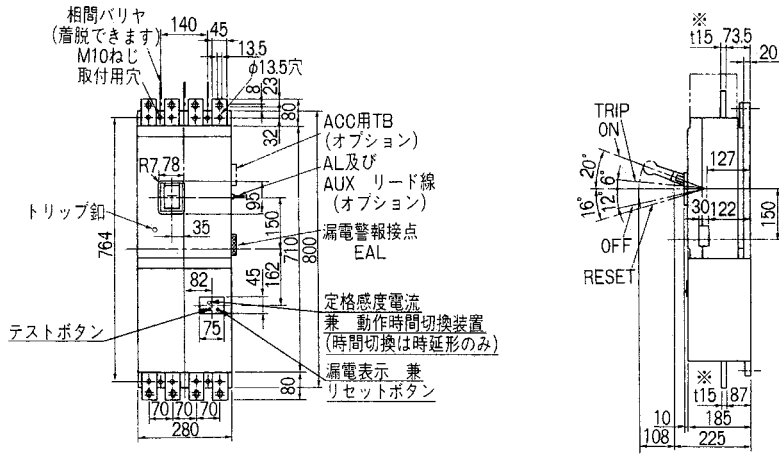 相間バリヤ
(着脱できます)
M10ねじ
取付用穴
140
45
13.5
φ13.5穴
8
23
80
32
ACC用TB
(オプション)
AL及び
AUX リード線
(オプション)
R7,78
95
トリップ釦
35
150
漏電警報接点
EAL
764
710
800
82
45
162
定格感度電流
兼 動作時間切換装置
(時間切換は時延形のみ)
テストボタン
75
漏電表示 兼
リセットボタン
80
70 70 70
280
※
t15
73.5
20
TRIP
ON
20°
6°
127
16°
12°
30
122
150
OFF
RESET
※
t15
87
10
185
108
225